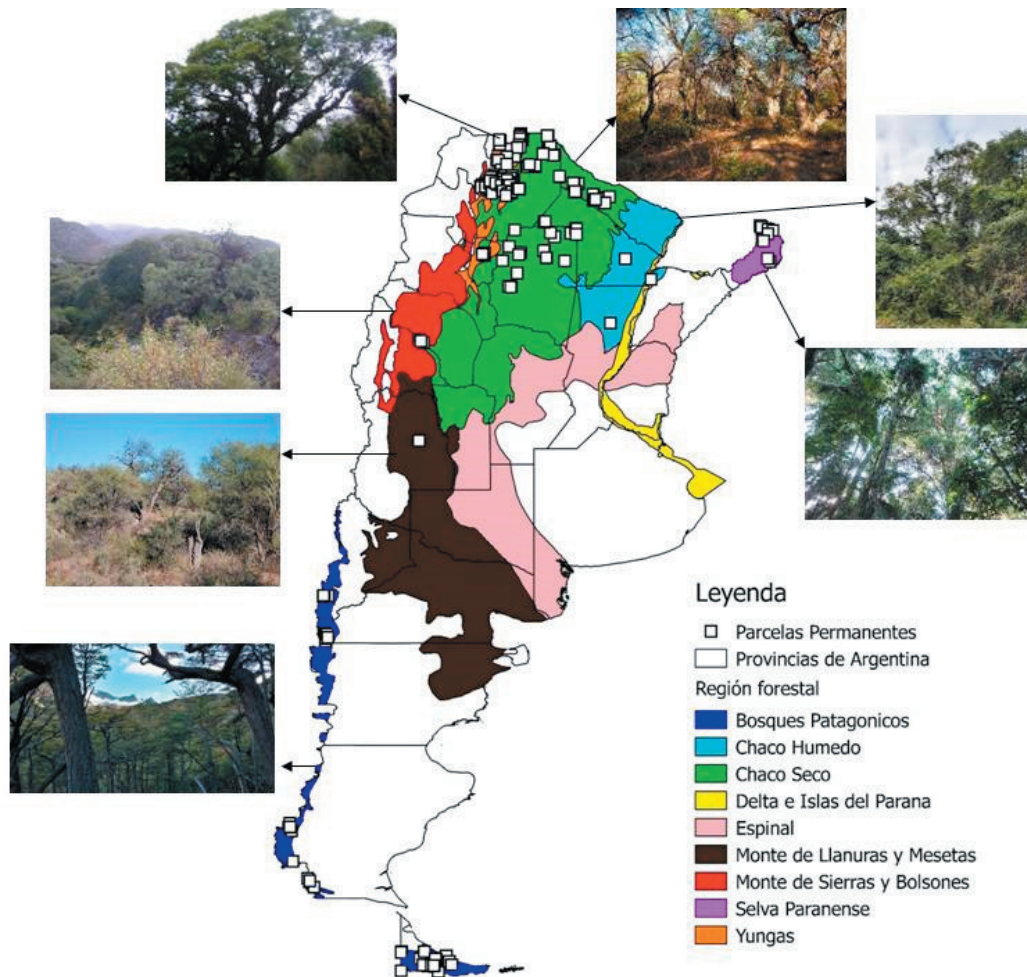 Leyenda
Parcelas Permanentes
Provincias de Argentina
Región forestal
Bosques Patagonicos
Chaco Humedo
Chaco Seco
Delta e Islas del Parana
Espinal
Monte de Llanuras y Mesetas
Monte de Sierras y Bolsones
Selva Paranense
Yungas